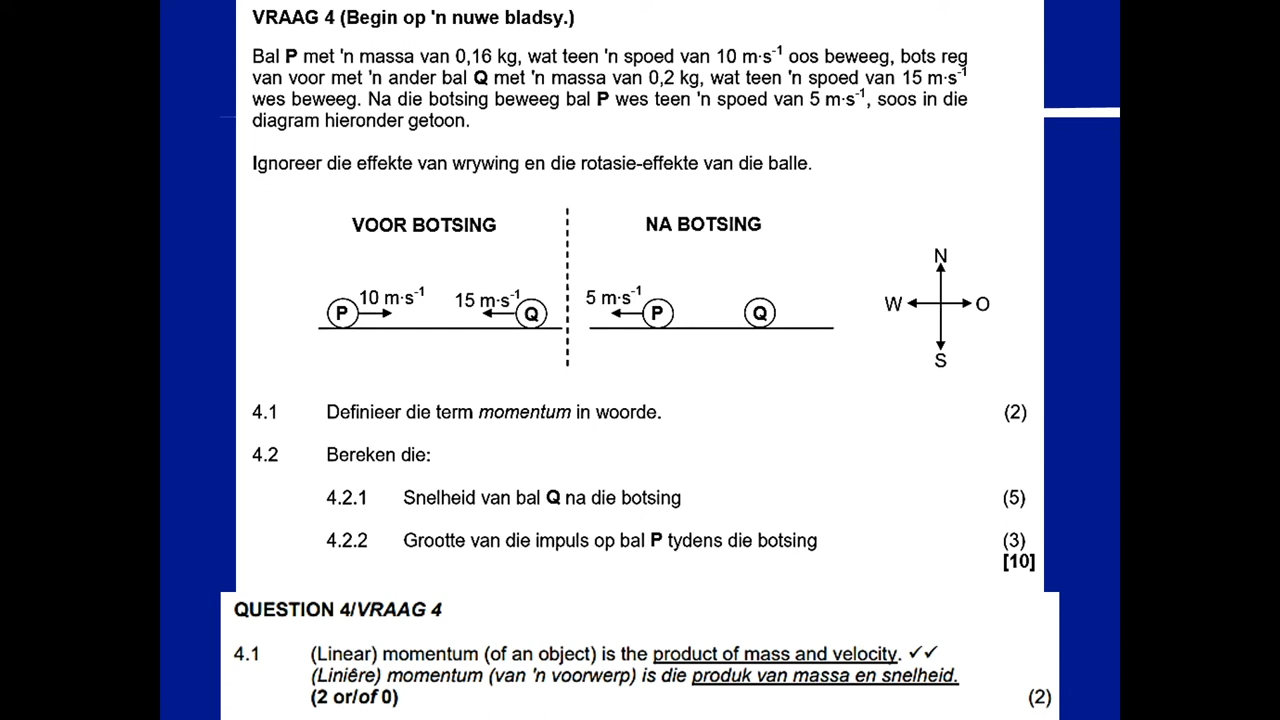 VRAAG 4 (Begin op 'n nuwe bladsy.)
Bal P met 'n massa van 0,16 kg, wat teen 'n spoed van 10 m·s⁻¹ oos beweeg, bots reg
van voor met 'n ander bal Q met 'n massa van 0,2 kg, wat teen 'n spoed van 15 m·s⁻¹
wes beweeg. Na die botsing beweeg bal P wes teen 'n spoed van 5 m·s⁻¹, soos in die
diagram hieronder getoon.
Ignoreer die effekte van wrywing en die rotasie-effekte van die balle.
VOOR BOTSING
NA BOTSING
10 m·s⁻¹
15 m·s⁻¹
P
Q
5 m·s⁻¹
P
Q
N
W
O
S
4.1 Definieer die term momentum in woorde. (2)
4.2 Bereken die:
4.2.1 Snelheid van bal Q na die botsing (5)
4.2.2 Grootte van die impuls op bal P tydens die botsing (3)
[10]
QUESTION 4/VRAAG 4
4.1 (Linear) momentum (of an object) is the product of mass and velocity. ✓✓
(Liniêre) momentum (van 'n voorwerp) is die produk van massa en snelheid.
(2 or/of 0) (2)